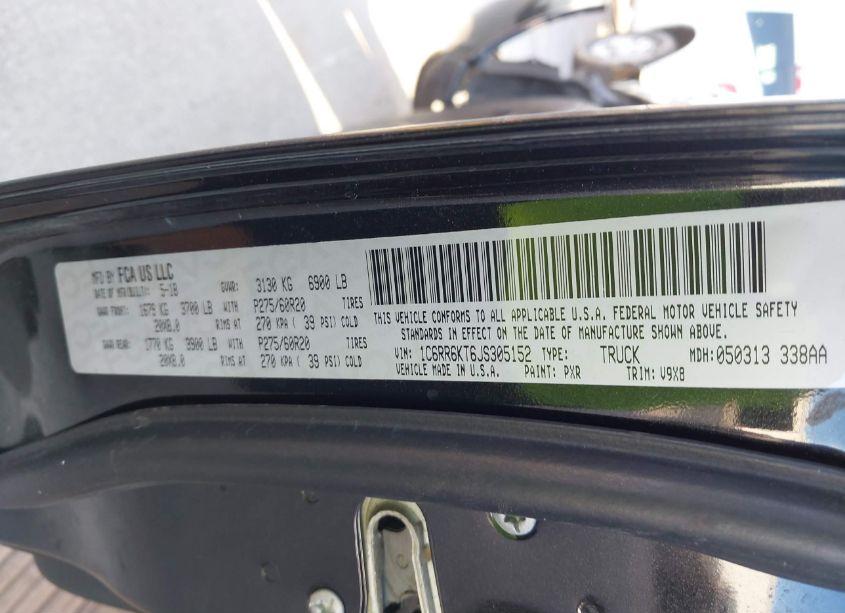 MFD BY FCA US LLC
DATE OF MFR/BUILT: 5-18 GVWR: 3130 KG 6900 LB
GAWR FRONT: 1679 KG 3700 LB WITH P275/60R20 TIRES
20X8.0 RIMS AT 270 KPA ( 39 PSI) COLD
GAWR REAR: 1770 KG 3900 LB WITH P275/60R20 TIRES
20X8.0 RIMS AT 270 KPA ( 39 PSI) COLD
THIS VEHICLE CONFORMS TO ALL APPLICABLE U.S.A. FEDERAL MOTOR VEHICLE SAFETY
STANDARDS IN EFFECT ON THE DATE OF MANUFACTURE SHOWN ABOVE.
VIN: 1C6RR6KT6JS305152 TYPE: TRUCK MDH: 050313 338AA
VEHICLE MADE IN U.S.A. PAINT: PXR TRIM: V9X8